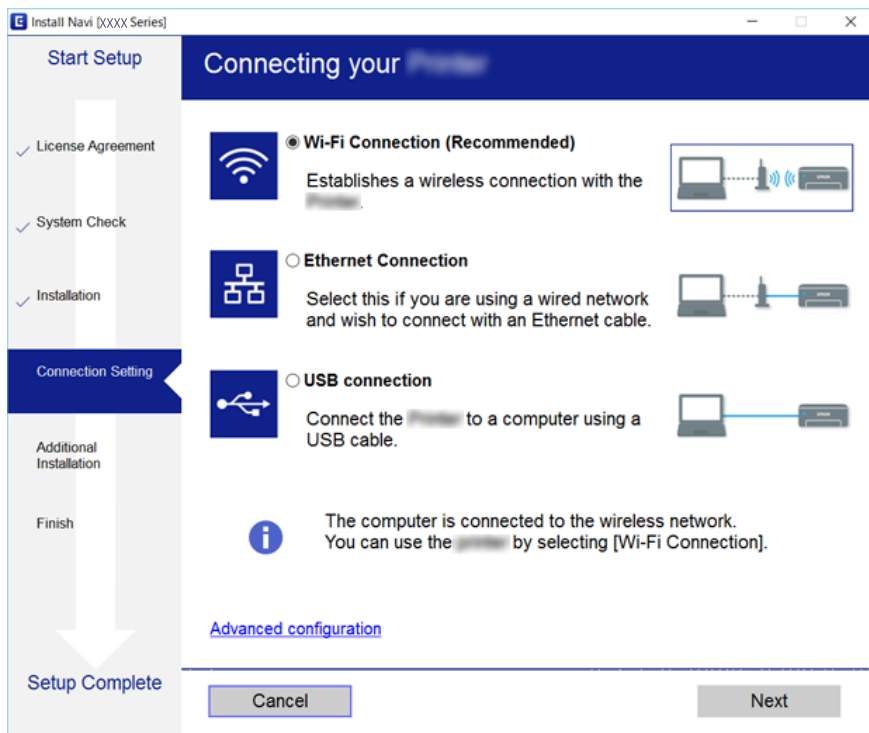 Install Navi [XXXX Series]
Start Setup
License Agreement
System Check
Installation
Connection Setting
Additional
Installation
Finish
Setup Complete
Connecting your
Wi-Fi Connection (Recommended)
Establishes a wireless connection with the
.
Ethernet Connection
Select this if you are using a wired network
and wish to connect with an Ethernet cable.
USB connection
Connect the to a computer using a
USB cable.
The computer is connected to the wireless network.
You can use the by selecting [Wi-Fi Connection].
Advanced configuration
Cancel
Next